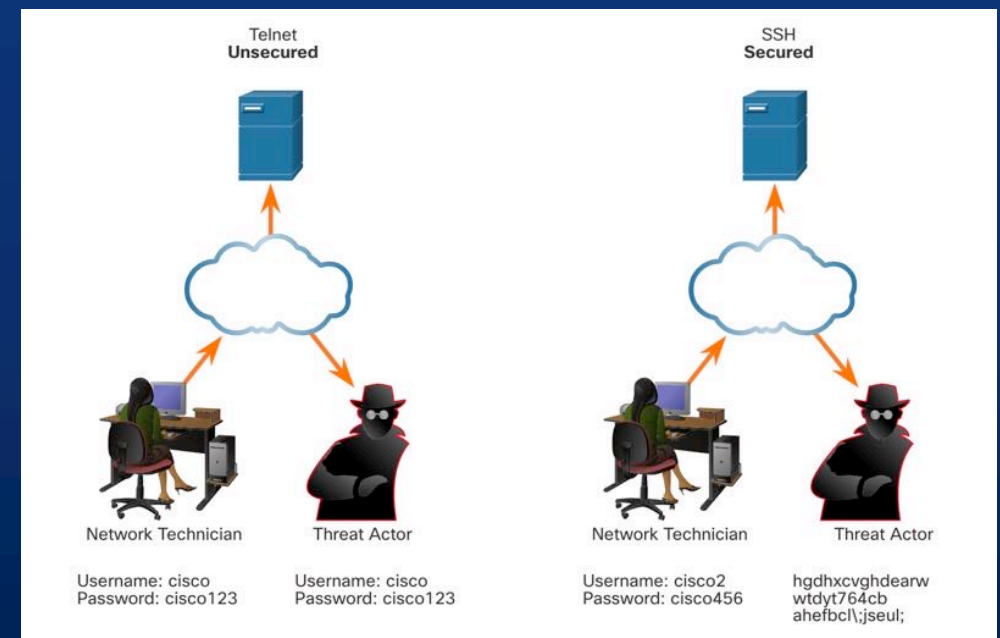 Telnet
Unsecured
Network Technician
Threat Actor
Username: cisco
Password: cisco123
Username: cisco
Password: cisco123
SSH
Secured
Network Technician
Threat Actor
Username: cisco2
Password: cisco456
hgdhxcvghdearw
wtdyt764cb
ahefbcl\;jseul;